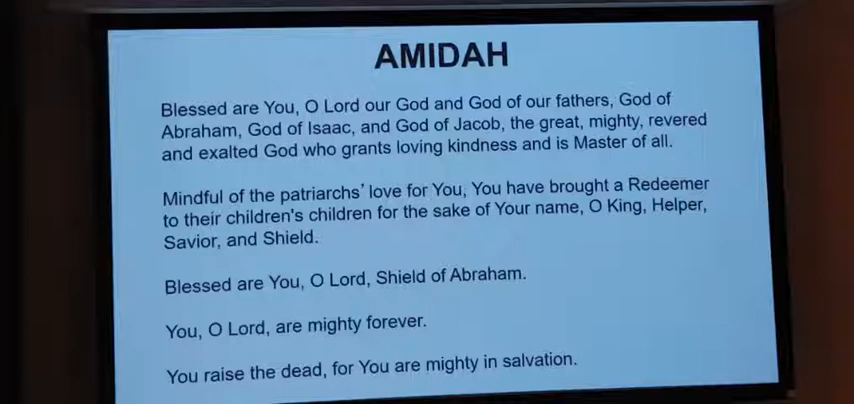 AMIDAH
Blessed are You, O Lord our God and God of our fathers, God of
Abraham, God of Isaac, and God of Jacob, the great, mighty, revered
and exalted God who grants loving kindness and is Master of all.
Mindful of the patriarchs' love for You, You have brought a Redeemer
to their children's children for the sake of Your name, O King, Helper,
Savior, and Shield.
Blessed are You, O Lord, Shield of Abraham.
You, O Lord, are mighty forever.
You raise the dead, for You are mighty in salvation.